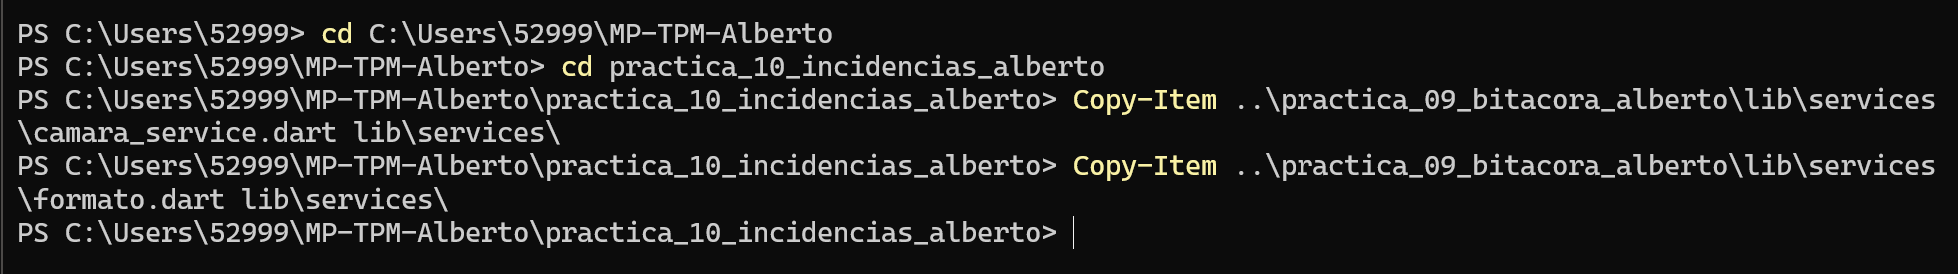 PS C:\Users\52999> cd C:\Users\52999\MP-TPM-Alberto
PS C:\Users\52999\MP-TPM-Alberto> cd practica_10_incidencias_alberto
PS C:\Users\52999\MP-TPM-Alberto\practica_10_incidencias_alberto> Copy-Item ..\practica_09_bitacora_alberto\lib\services
\camara_service.dart lib\services\
PS C:\Users\52999\MP-TPM-Alberto\practica_10_incidencias_alberto> Copy-Item ..\practica_09_bitacora_alberto\lib\services
\formato.dart lib\services\
PS C:\Users\52999\MP-TPM-Alberto\practica_10_incidencias_alberto>